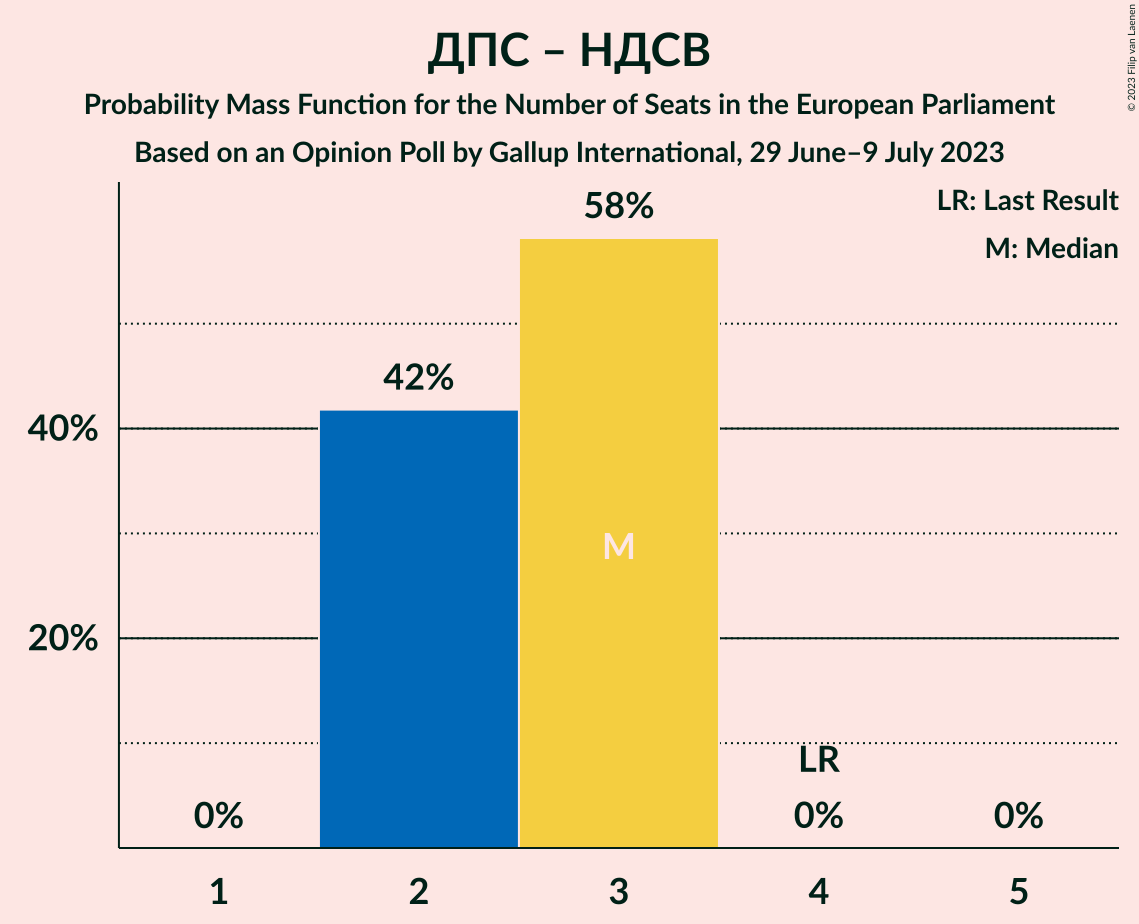 ДПС – НДСВ
Probability Mass Function for the Number of Seats in the European Parliament
Based on an Opinion Poll by Gallup International, 29 June–9 July 2023
© 2023 Filip van Laenen
LR: Last Result
M: Median
58%
42%
40%
M
20%
LR
0%
0%
0%
1
2
3
4
5